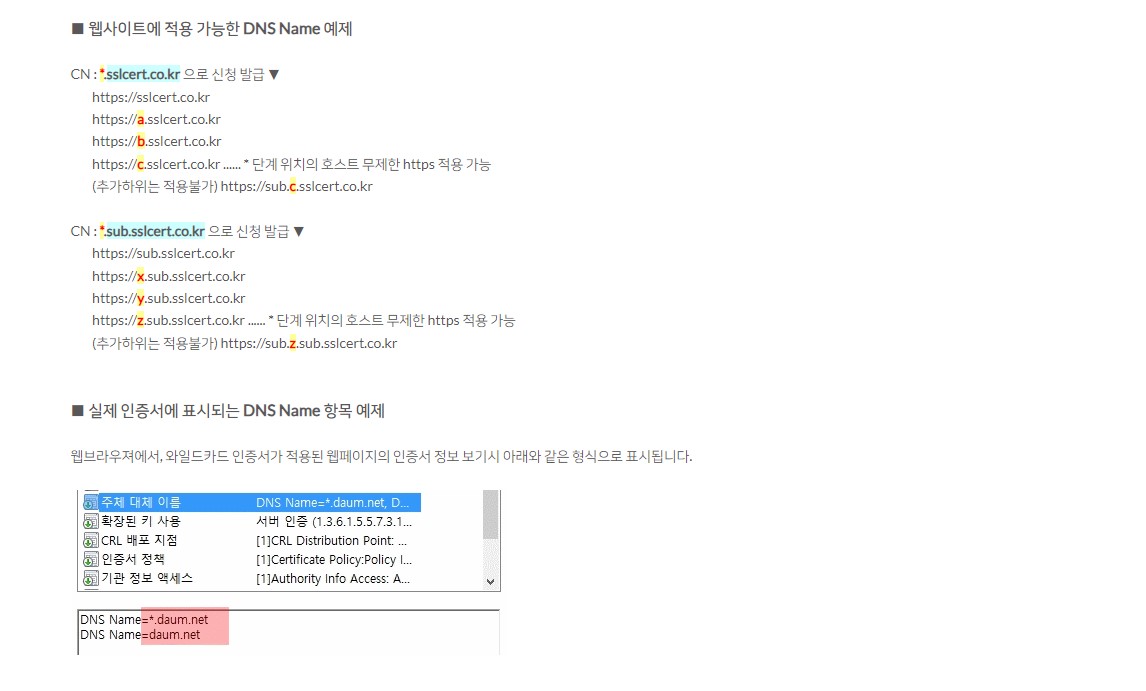 ■ 웹사이트에 적용 가능한 DNS Name 예제
CN : *.sslcert.co.kr 으로 신청 발급 ▼
https://sslcert.co.kr
https://a.sslcert.co.kr
https://b.sslcert.co.kr
https://c.sslcert.co.kr ...... * 단계 위치의 호스트 무제한 https 적용 가능
(추가하위는 적용불가) https://sub.c.sslcert.co.kr
CN : *.sub.sslcert.co.kr 으로 신청 발급 ▼
https://sub.sslcert.co.kr
https://x.sub.sslcert.co.kr
https://y.sub.sslcert.co.kr
https://z.sub.sslcert.co.kr ...... * 단계 위치의 호스트 무제한 https 적용 가능
(추가하위는 적용불가) https://sub.z.sub.sslcert.co.kr
■ 실제 인증서에 표시되는 DNS Name 항목 예제
웹브라우져에서, 와일드카드 인증서가 적용된 웹페이지의 인증서 정보 보기시 아래와 같은 형식으로 표시됩니다.
주체 대체 이름 DNS Name=*.daum.net, D...
확장된 키 사용 서버 인증 (1.3.6.1.5.5.7.3.1...
CRL 배포 지점 [1]CRL Distribution Point: ...
인증서 정책 [1]Certificate Policy:Policy I...
기관 정보 액세스 [1]Authority Info Access: A...
DNS Name=*.daum.net
DNS Name=daum.net